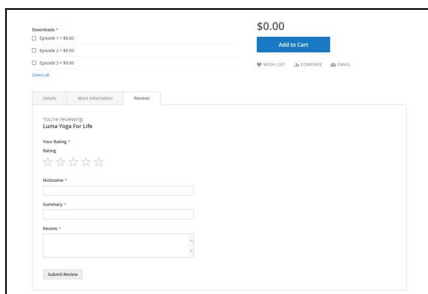 $0.00
Downloads *
Episode 1 + $9.00
Add to Cart
Episode 2 + $9.00
Episode 3 + $9.00
WISH LIST COMPARE EMAIL
Select all
Details More Information Reviews
You're reviewing:
Luma Yoga For Life
Your Rating *
Rating
Nickname *
Summary *
Review *
Submit Review